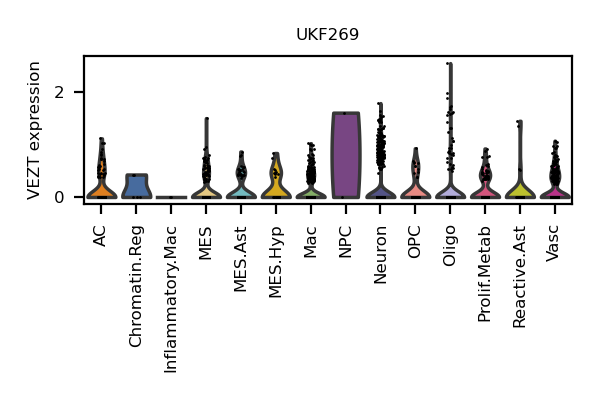 UKF269
VEZT expression
2
0
AC
Chromatin.Reg
Inflammatory.Mac
MES
MES.Ast
MES.Hyp
Mac
NPC
Neuron
OPC
Oligo
Prolif.Metab
Reactive.Ast
Vasc